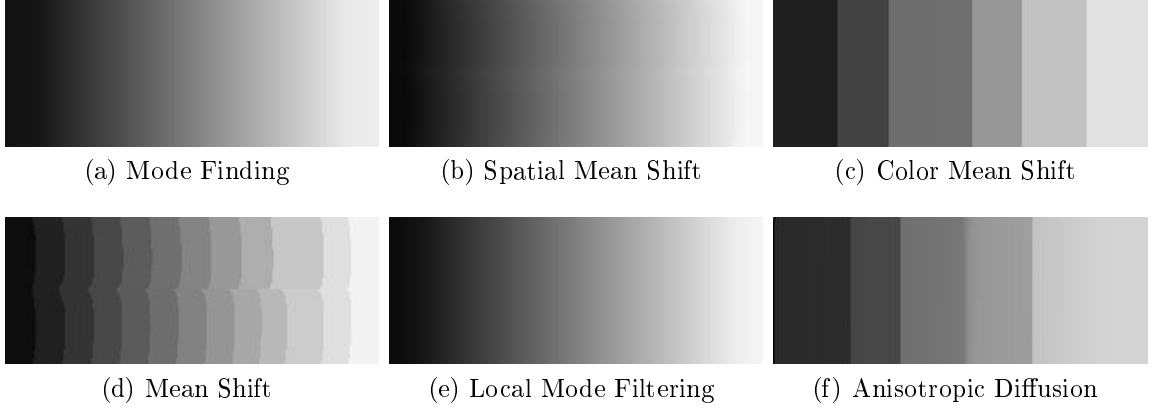 (a) Mode Finding
(b) Spatial Mean Shift
(c) Color Mean Shift
(d) Mean Shift
(e) Local Mode Filtering
(f) Anisotropic Diffusion